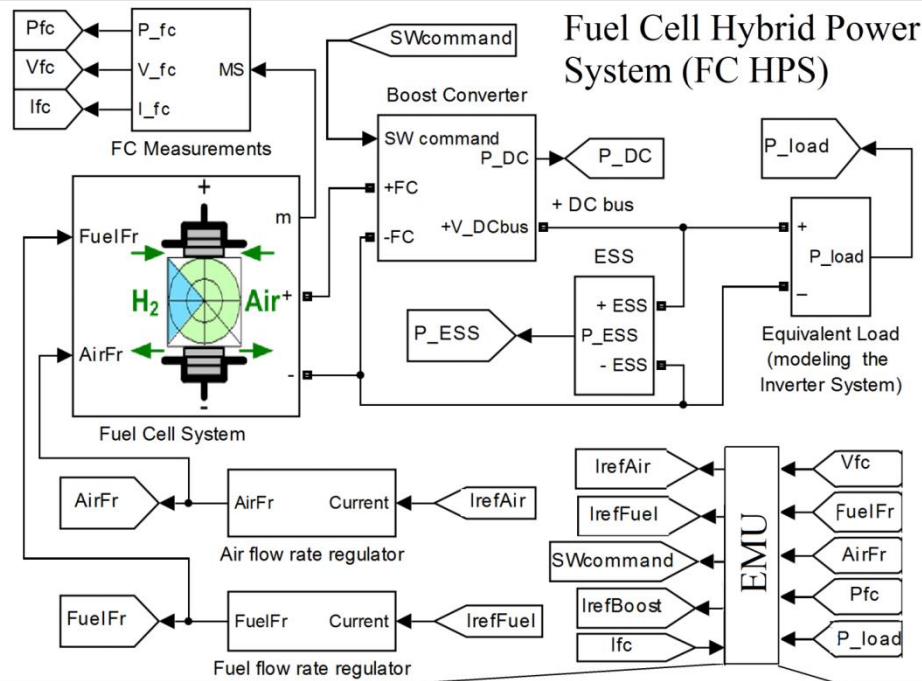 Fuel Cell Hybrid Power
System (FC HPS)
Pfc
Vfc
Ifc
P_fc
V_fc
I_fc
MS
FC Measurements
SWcommand
Boost Converter
SW command
P_DC
+FC
-FC
+V_DCbus
P_DC
+ DC bus
P_load
+
P_load
–
Equivalent Load
(modeling the
Inverter System)
ESS
+ ESS
P_ESS
- ESS
P_ESS
FuelFr
AirFr
+
m
H2
Air
+
-
-
Fuel Cell System
AirFr
AirFr
Current
IrefAir
Air flow rate regulator
FuelFr
FuelFr
Current
IrefFuel
Fuel flow rate regulator
IrefAir
IrefFuel
SWcommand
IrefBoost
Ifc
EMU
Vfc
FuelFr
AirFr
Pfc
P_load